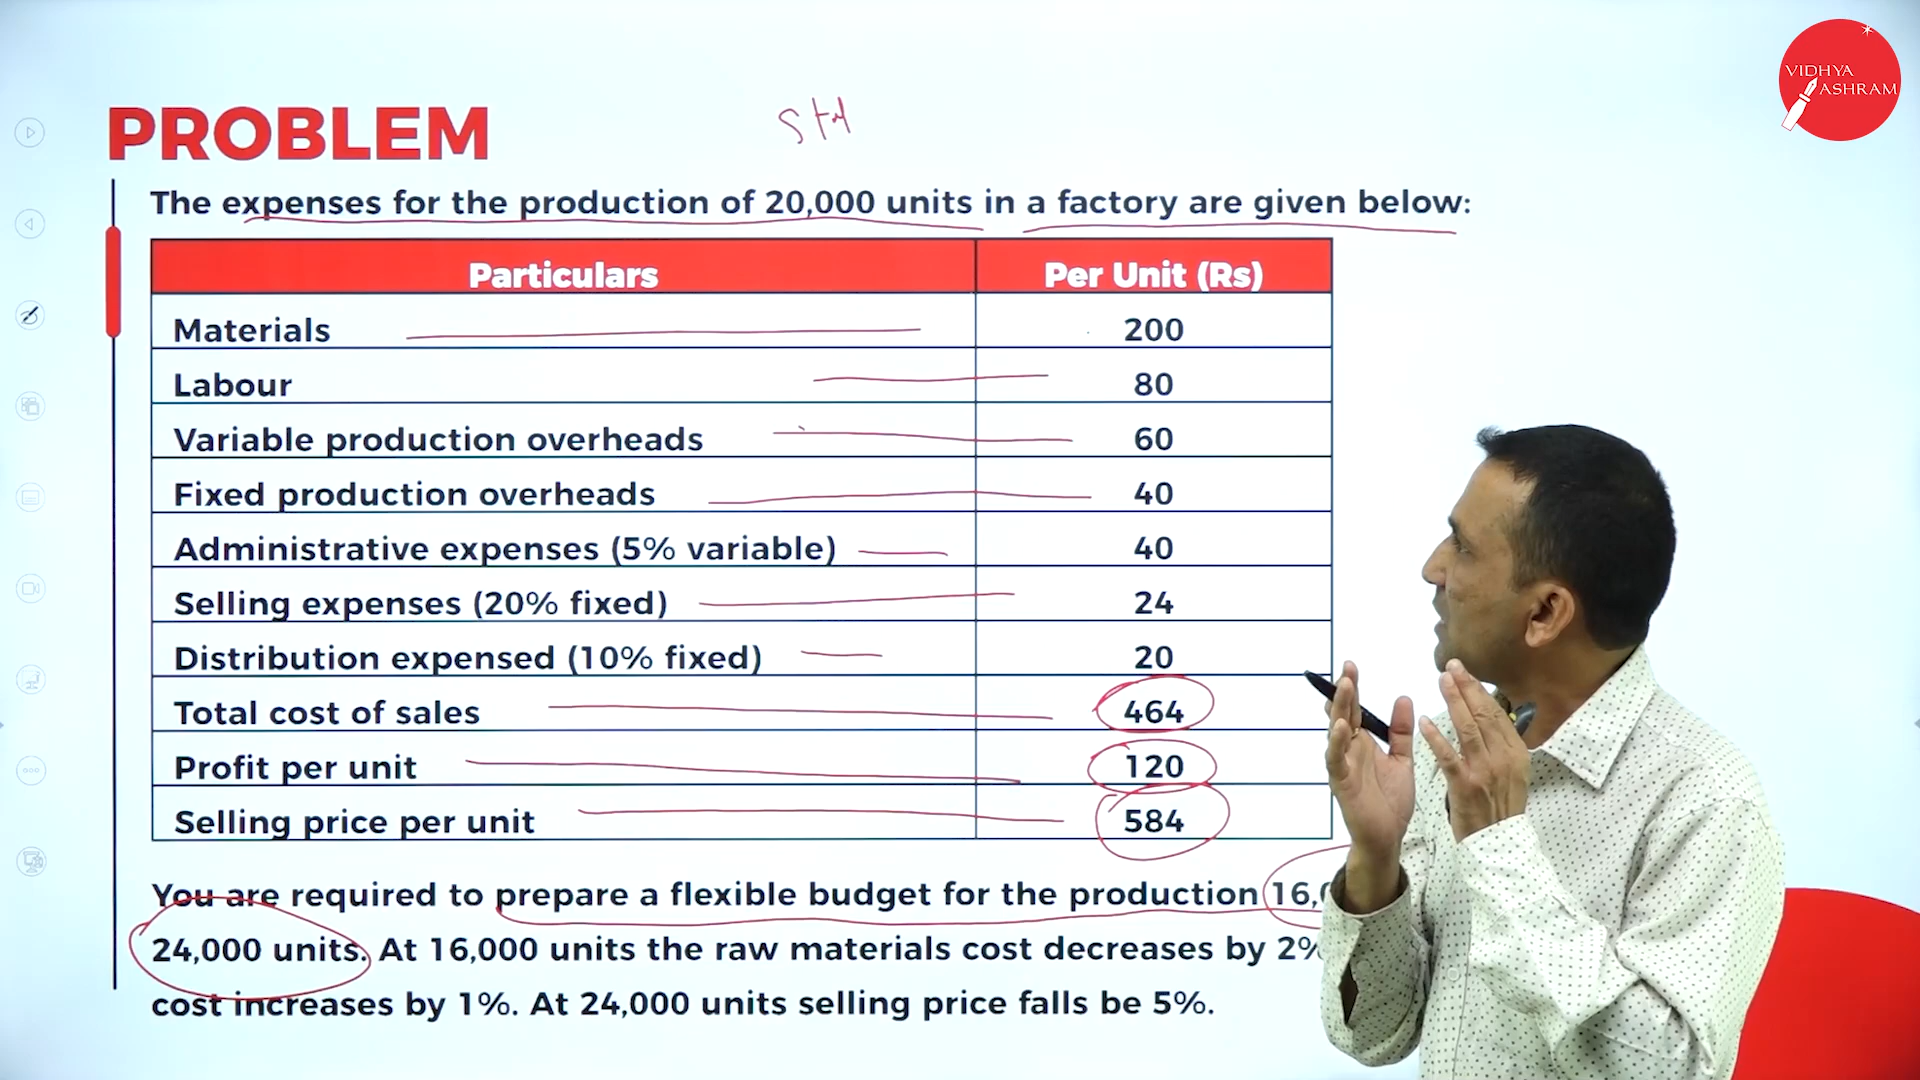 VIDHYA
ASHRAM
PROBLEM
The expenses for the production of 20,000 units in a factory are given below:
Particulars Per Unit (Rs)
Materials 200
Labour 80
Variable production overheads 60
Fixed production overheads 40
Administrative expenses (5% variable) 40
Selling expenses (20% fixed) 24
Distribution expensed (10% fixed) 20
Total cost of sales 464
Profit per unit 120
Selling price per unit 584
You are required to prepare a flexible budget for the production
24,000 units. At 16,000 units the raw materials cost decreases by 2%
cost increases by 1%. At 24,000 units selling price falls be 5%.